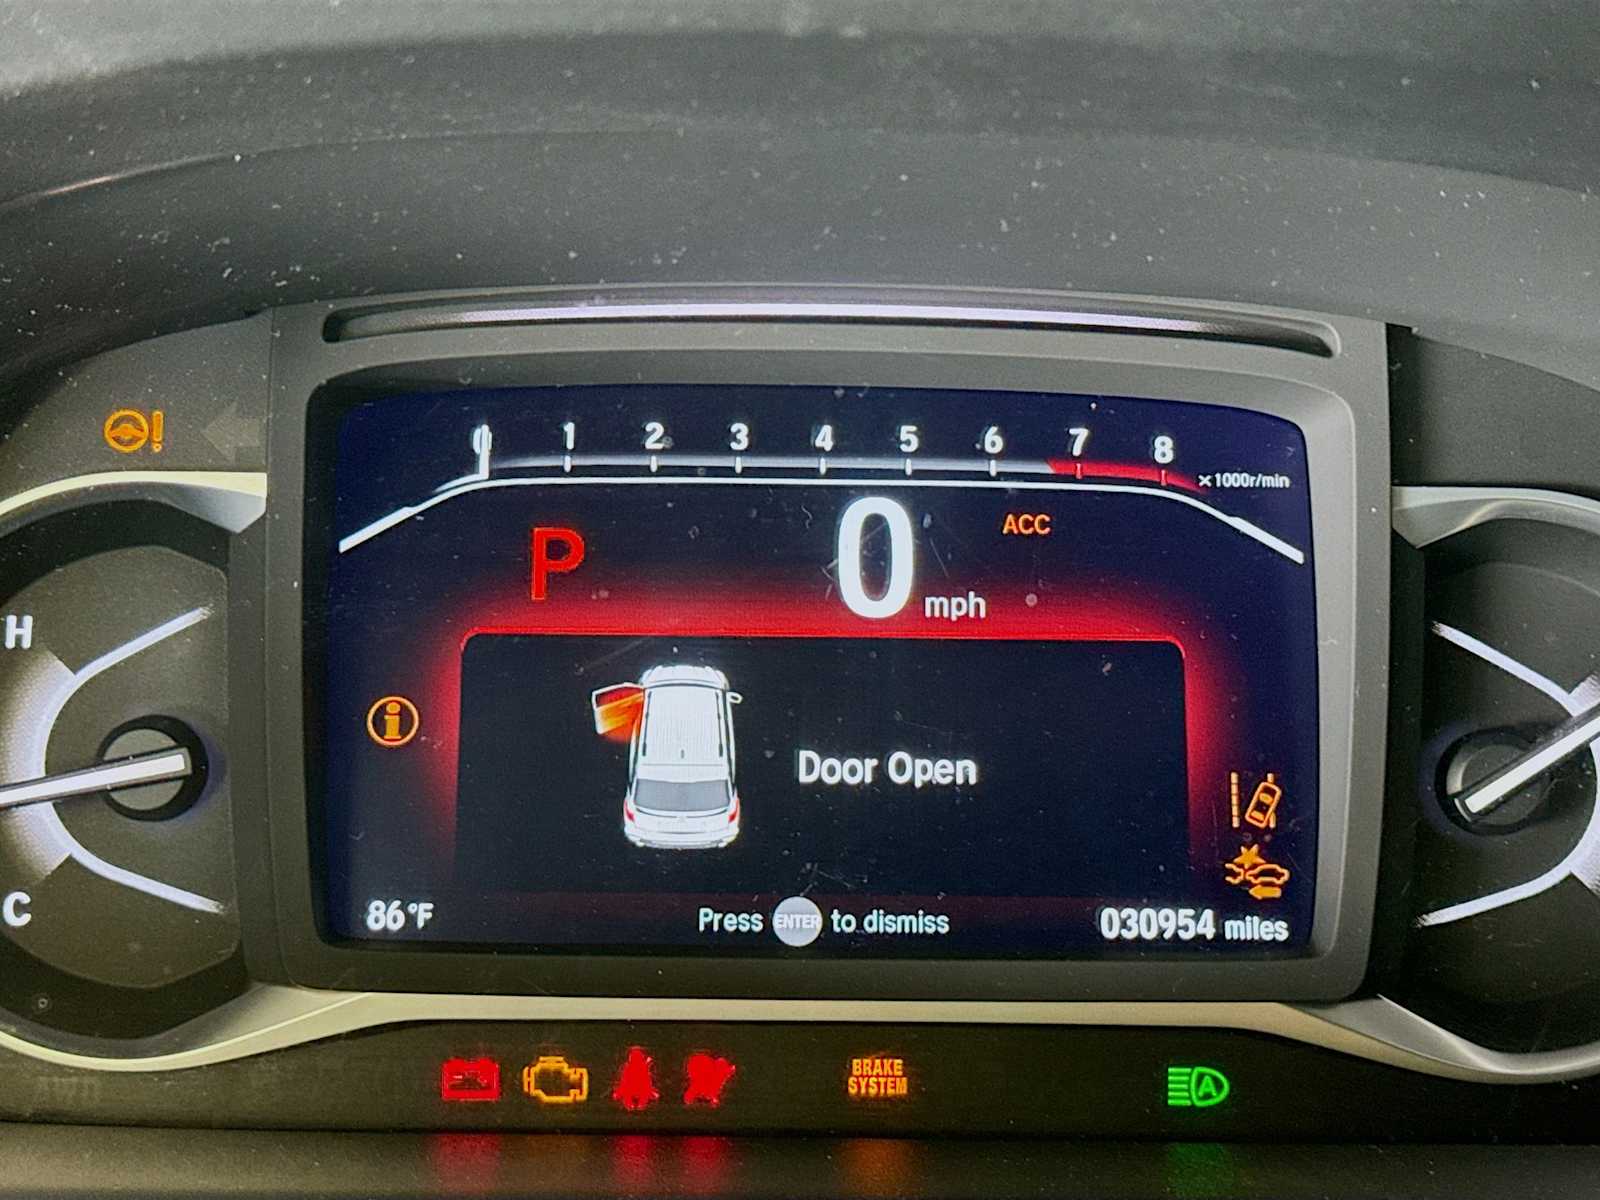 0 1 2 3 4 5 6 7 8
×1000r/min
P 0 mph ACC
H
Door Open
C
86°F Press ENTER to dismiss 030954 miles
BRAKE
SYSTEM
A